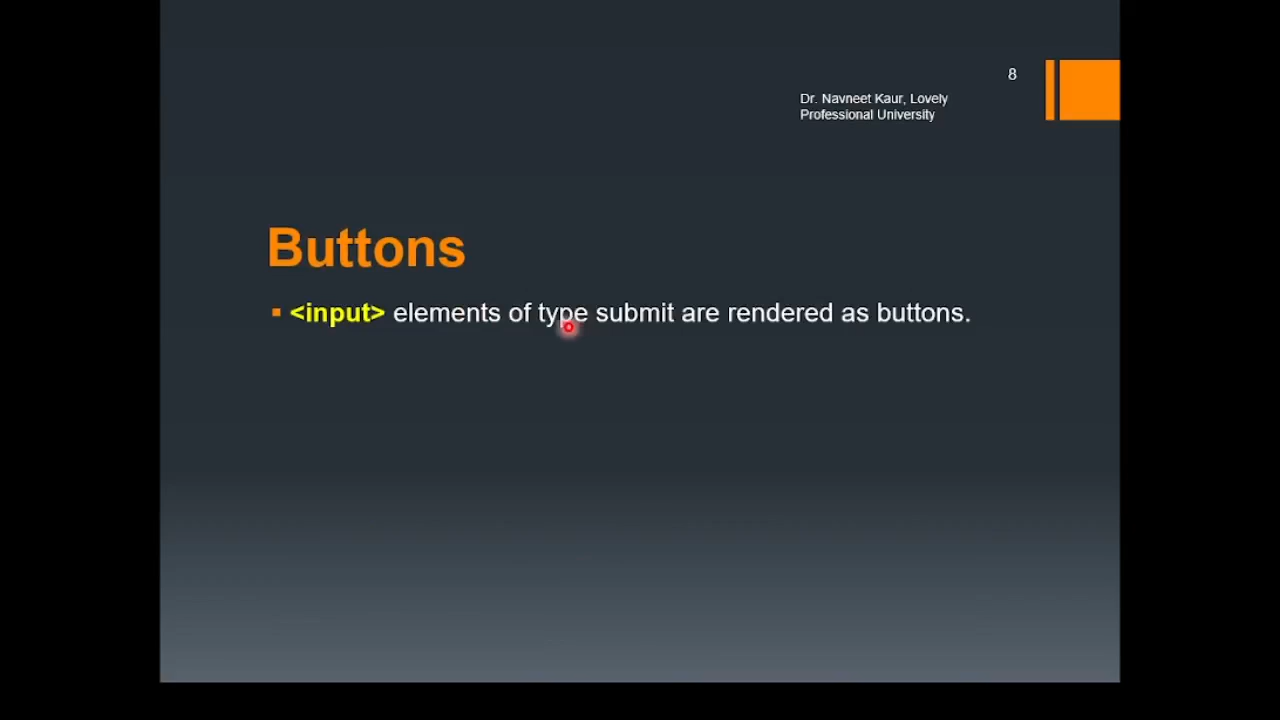 8
Dr. Navneet Kaur, Lovely
Professional University
Buttons
<input> elements of type submit are rendered as buttons.